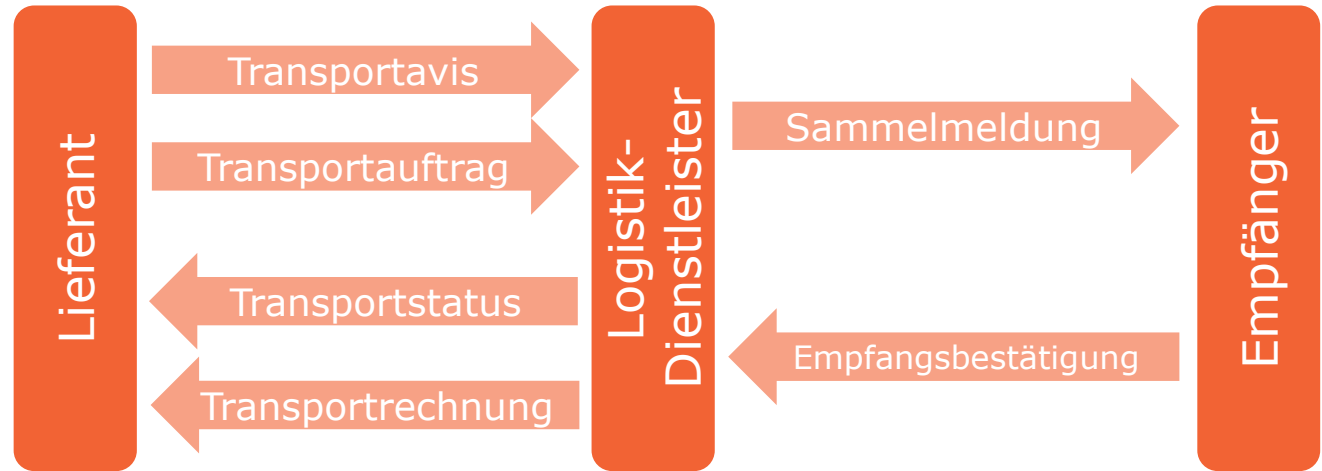 Lieferant
Transportavis
Transportauftrag
Transportstatus
Transportrechnung
Logistik-
Dienstleister
Sammelmeldung
Empfangsbestätigung
Empfänger